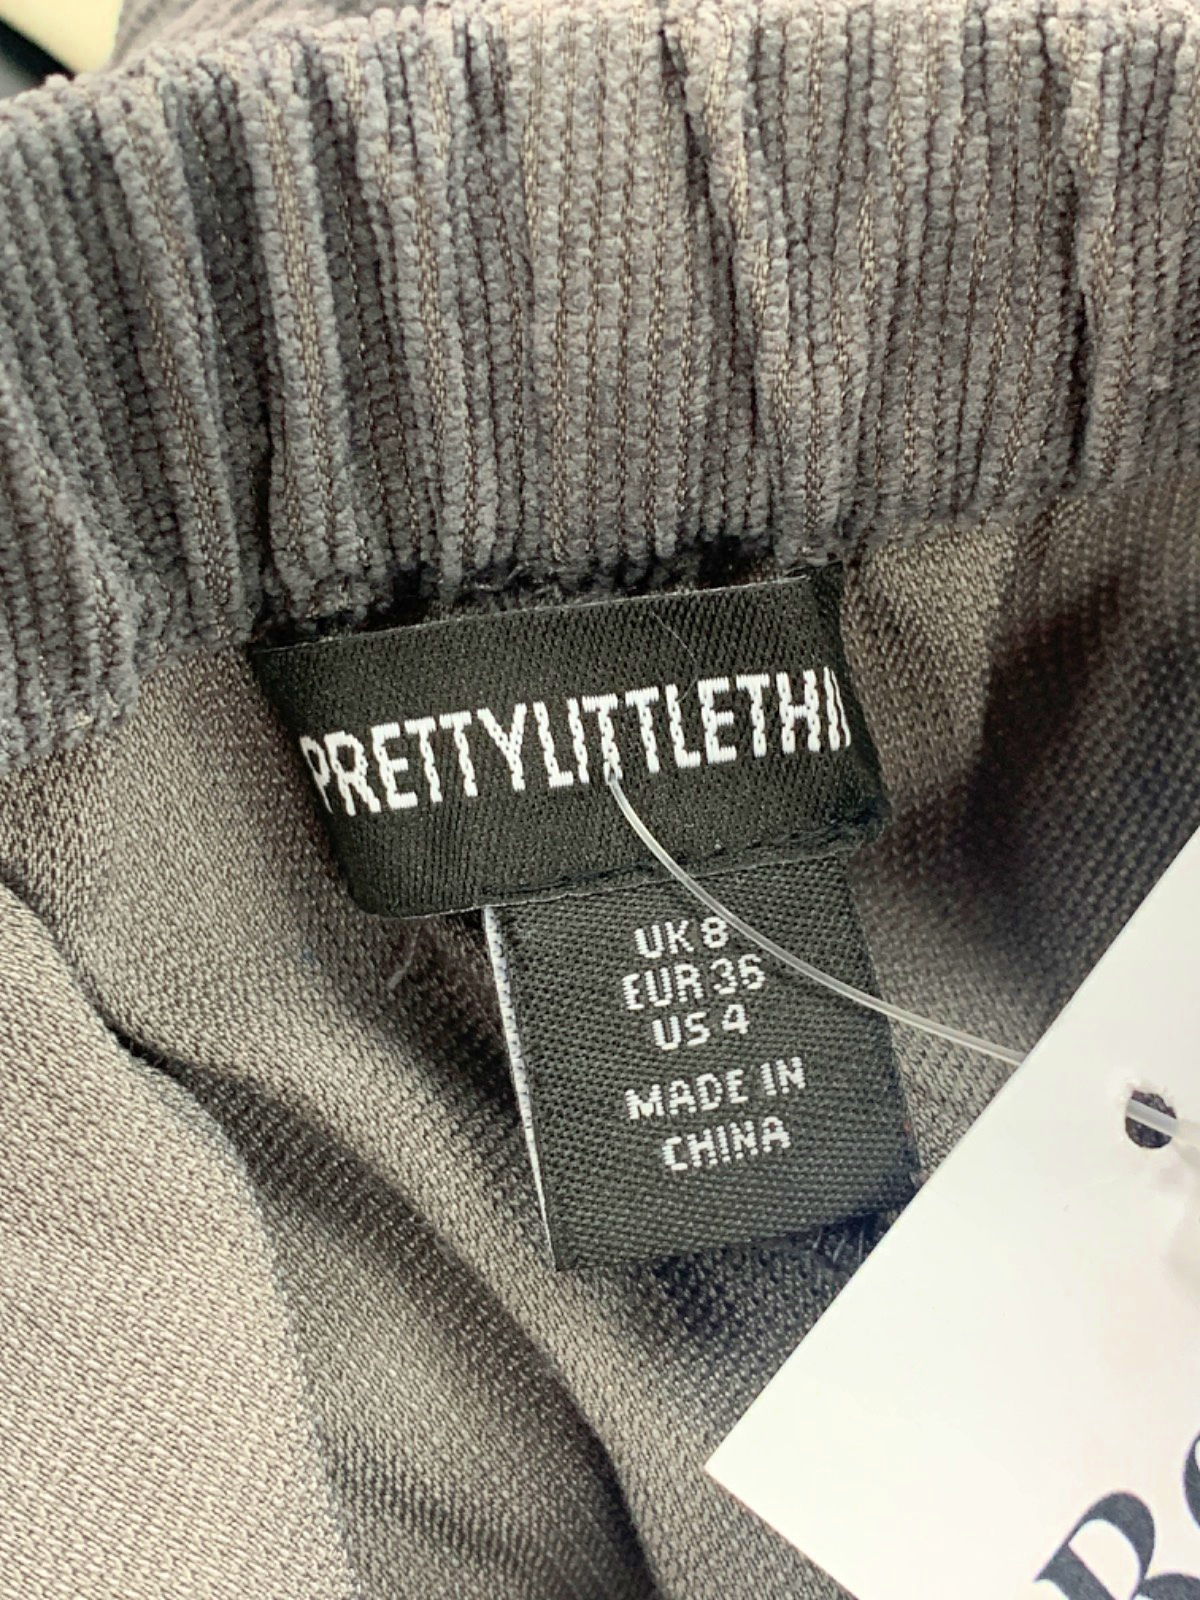 PRETTYLITTLETHI
UK 8
EUR 36
US 4
MADE IN
CHINA